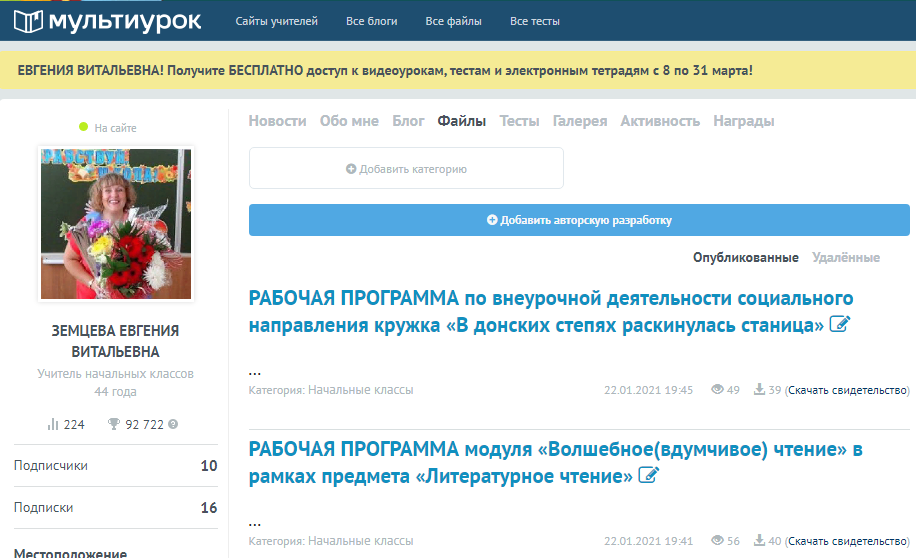 мультиурок
Сайты учителей Все блоги Все файлы Все тесты
ЕВГЕНИЯ ВИТАЛЬЕВНА! Получите БЕСПЛАТНО доступ к видеоурокам, тестам и электронным тетрадям с 8 по 31 марта!
На сайте
ЗЕМЦЕВА ЕВГЕНИЯ
ВИТАЛЬЕВНА
Учитель начальных классов
44 года
224 92 722
Подписчики 10
Подписки 16
Местоположение
Новости Обо мне Блог Файлы Тесты Галерея Активность Награды
Добавить категорию
Добавить авторскую разработку
Опубликованные Удалённые
РАБОЧАЯ ПРОГРАММА по внеурочной деятельности социального
направления кружка «В донских степях раскинулась станица»
...
Категория: Начальные классы 22.01.2021 19:45 49 39 (Скачать свидетельство)
РАБОЧАЯ ПРОГРАММА модуля «Волшебное(вдумчивое) чтение» в
рамках предмета «Литературное чтение»
...
Категория: Начальные классы 22.01.2021 19:41 56 40 (Скачать свидетельство)